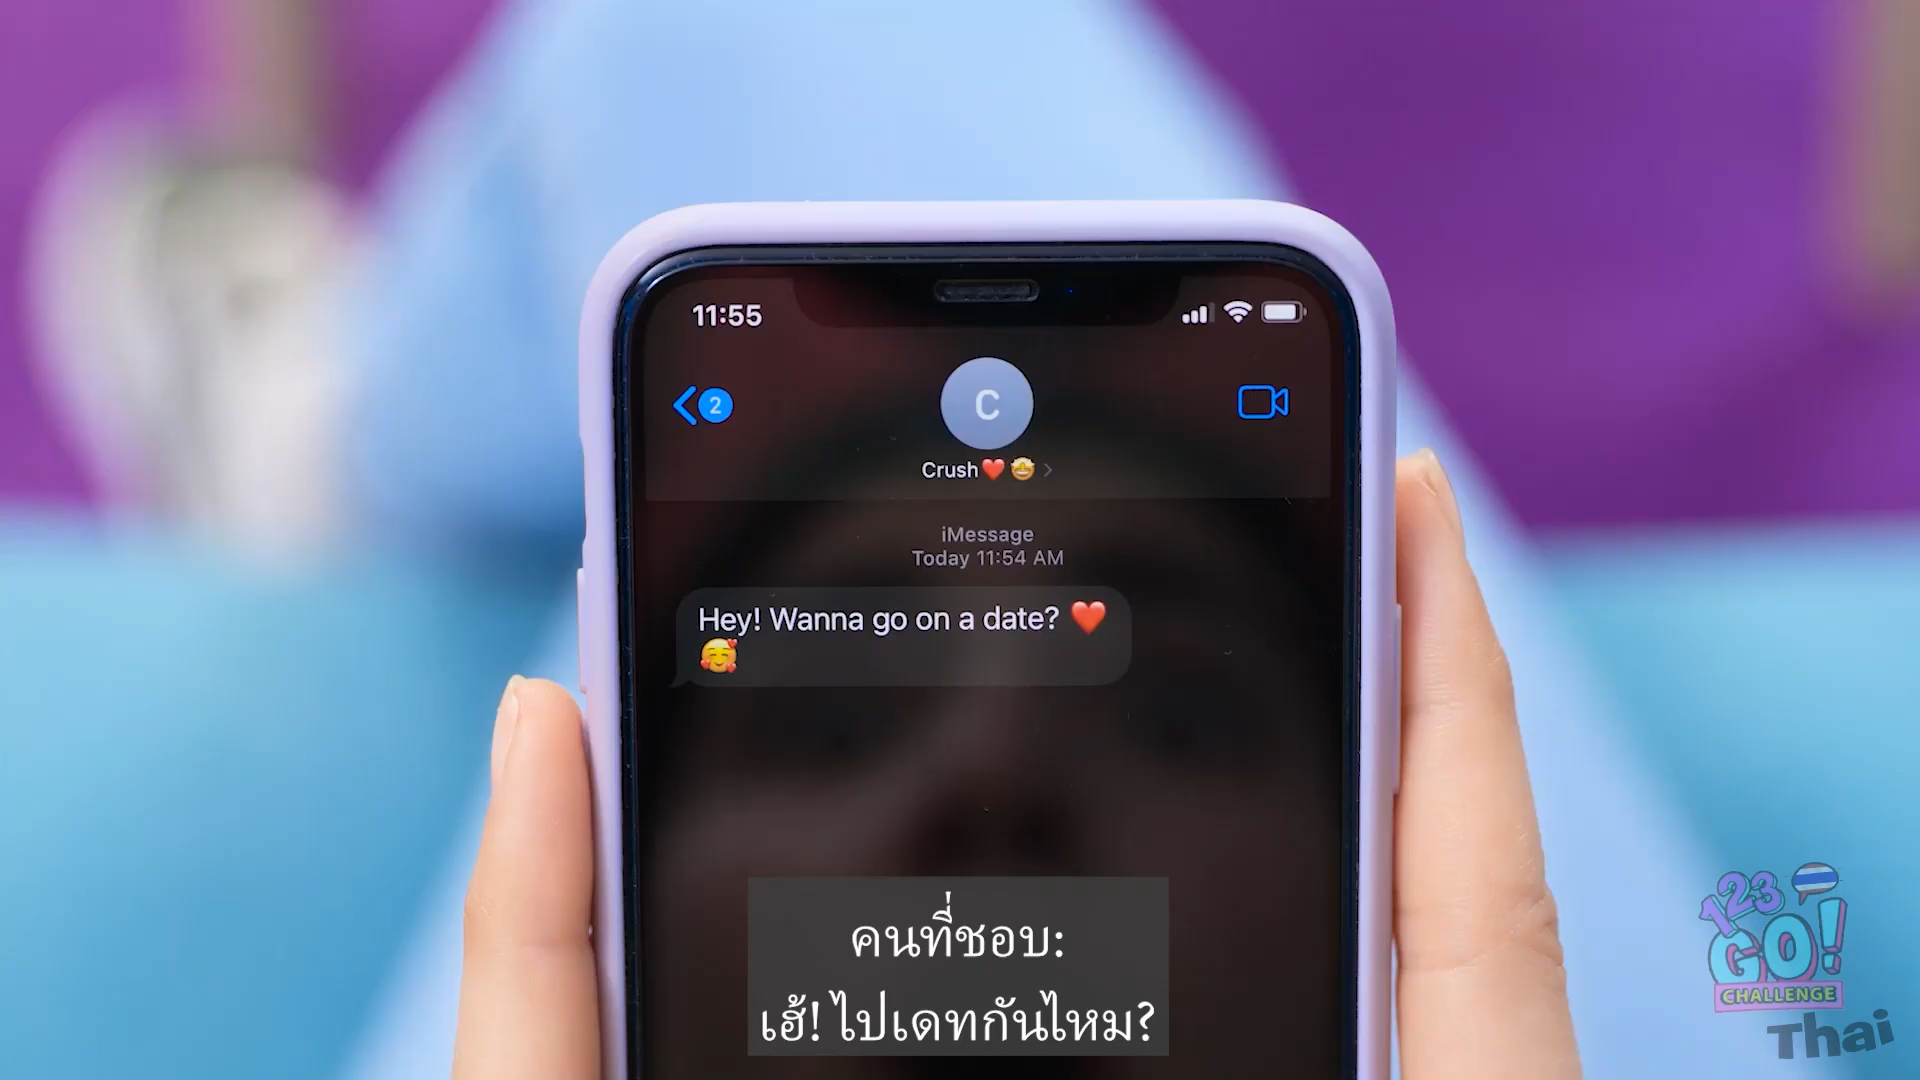 11:55
2
C
Crush❤️🤩
iMessage
Today 11:54 AM
Hey! Wanna go on a date? ❤️
🥰
คนที่ชอบ:
เฮ้! ไปเดทกันไหม?
123
GO!
CHALLENGE
Thai